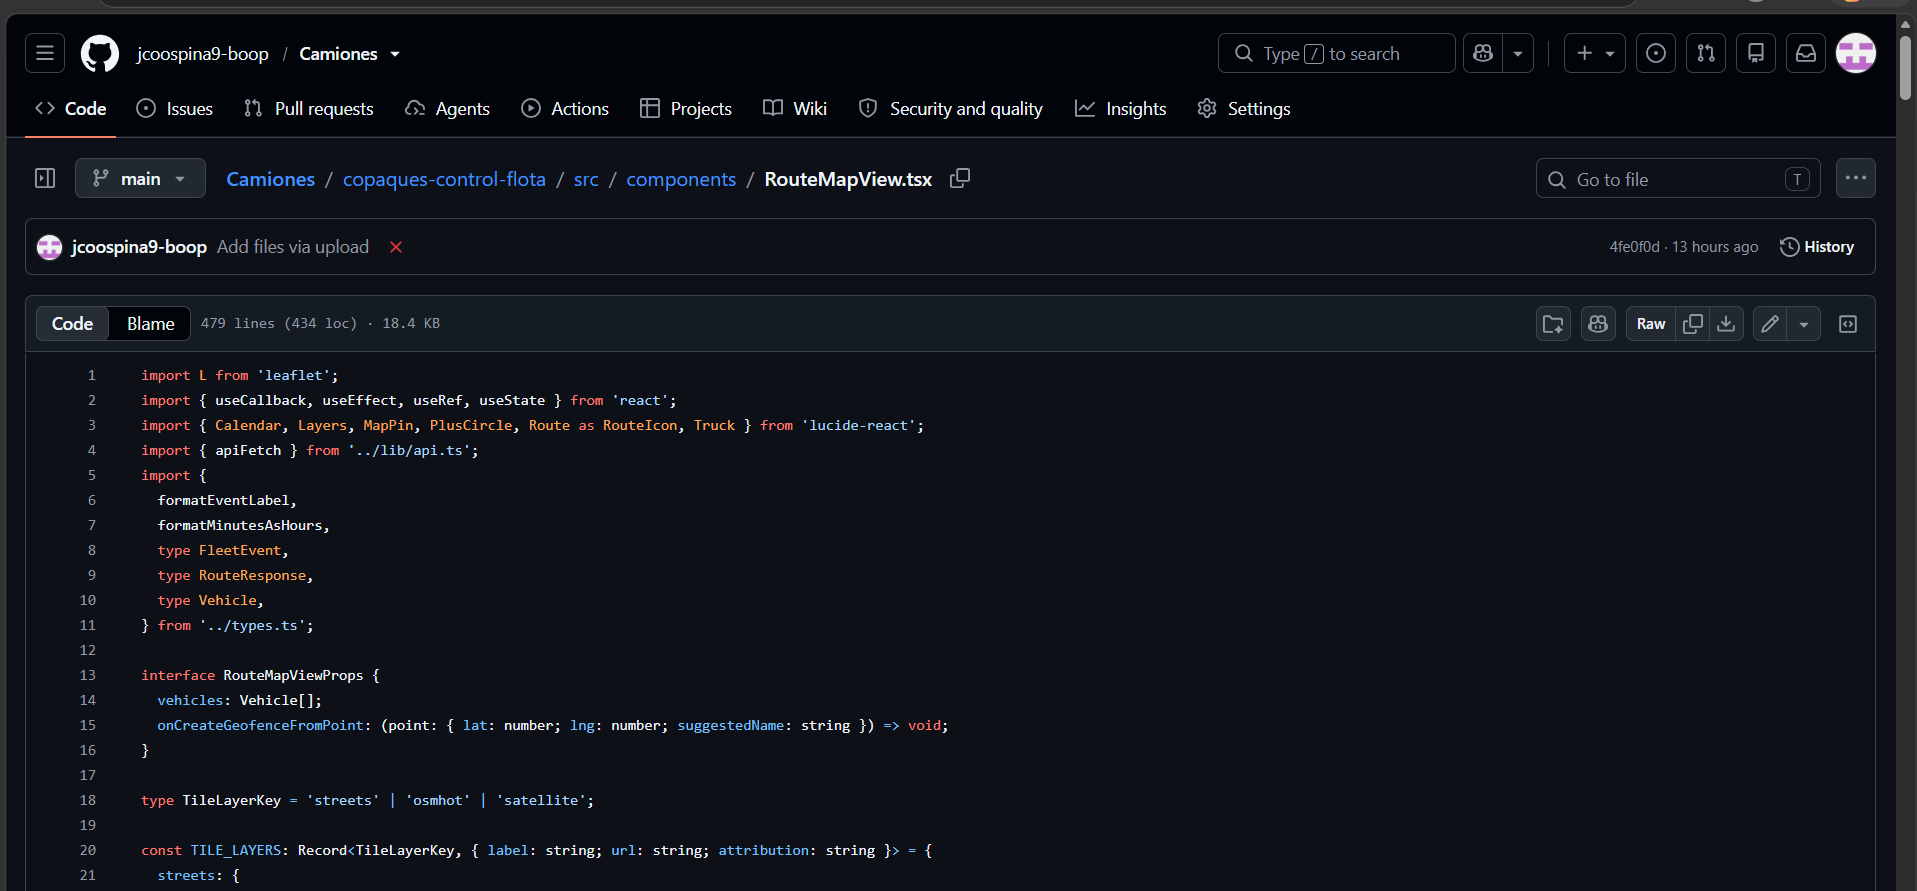 jcoospina9-boop / Camiones
Type / to search
Code Issues Pull requests Agents Actions Projects Wiki Security and quality Insights Settings
main Camiones / copaques-control-flota / src / components / RouteMapView.tsx
Go to file T
jcoospina9-boop Add files via upload
4fe0f0d · 13 hours ago History
Code Blame 479 lines (434 loc) · 18.4 KB
Raw
1 import L from 'leaflet';
2 import { useCallback, useEffect, useRef, useState } from 'react';
3 import { Calendar, Layers, MapPin, PlusCircle, Route as RouteIcon, Truck } from 'lucide-react';
4 import { apiFetch } from '../lib/api.ts';
5 import {
6   formatEventLabel,
7   formatMinutesAsHours,
8   type FleetEvent,
9   type RouteResponse,
10   type Vehicle,
11 } from '../types.ts';
12
13 interface RouteMapViewProps {
14   vehicles: Vehicle[];
15   onCreateGeofenceFromPoint: (point: { lat: number; lng: number; suggestedName: string }) => void;
16 }
17
18 type TileLayerKey = 'streets' | 'osmhot' | 'satellite';
19
20 const TILE_LAYERS: Record<TileLayerKey, { label: string; url: string; attribution: string }> = {
21   streets: {